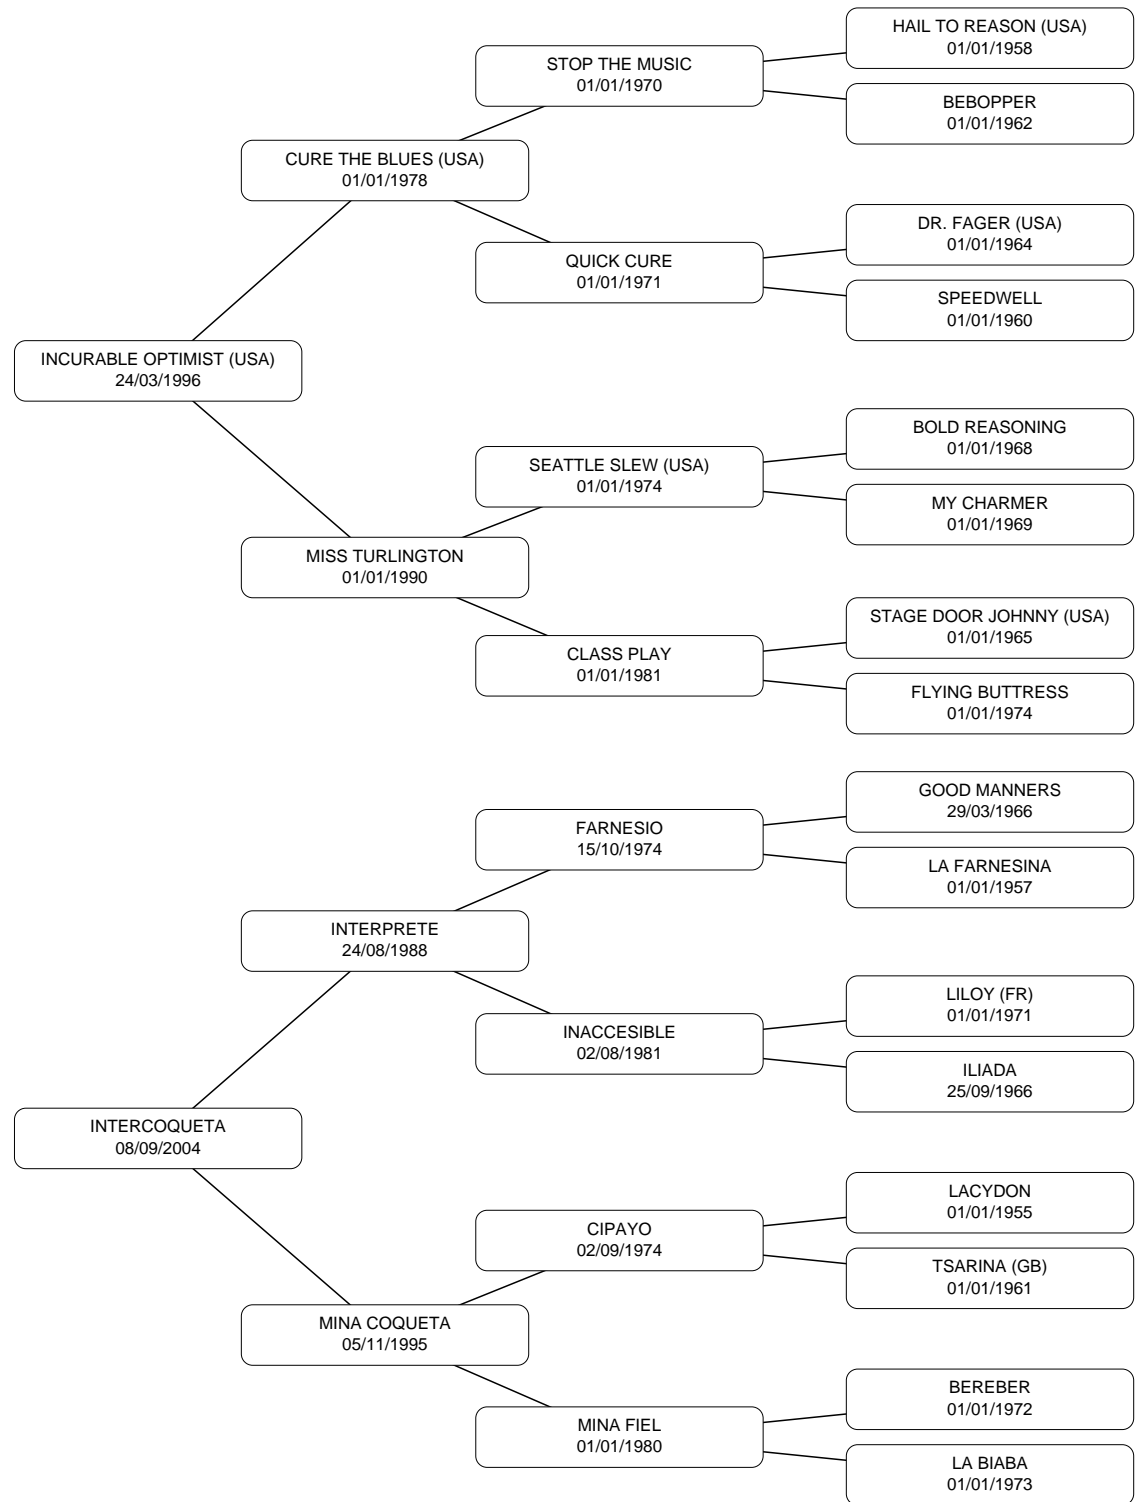 HAIL TO REASON (USA)
01/01/1958
STOP THE MUSIC
01/01/1970
BEBOPPER
01/01/1962
CURE THE BLUES (USA)
01/01/1978
DR. FAGER (USA)
01/01/1964
QUICK CURE
01/01/1971
SPEEDWELL
01/01/1960
INCURABLE OPTIMIST (USA)
24/03/1996
BOLD REASONING
01/01/1968
SEATTLE SLEW (USA)
01/01/1974
MY CHARMER
01/01/1969
MISS TURLINGTON
01/01/1990
STAGE DOOR JOHNNY (USA)
01/01/1965
CLASS PLAY
01/01/1981
FLYING BUTTRESS
01/01/1974
GOOD MANNERS
29/03/1966
FARNESIO
15/10/1974
LA FARNESINA
01/01/1957
INTERPRETE
24/08/1988
LILOY (FR)
01/01/1971
INACCESIBLE
02/08/1981
ILIADA
25/09/1966
INTERCOQUETA
08/09/2004
LACYDON
01/01/1955
CIPAYO
02/09/1974
TSARINA (GB)
01/01/1961
MINA COQUETA
05/11/1995
BEREBER
01/01/1972
MINA FIEL
01/01/1980
LA BIABA
01/01/1973